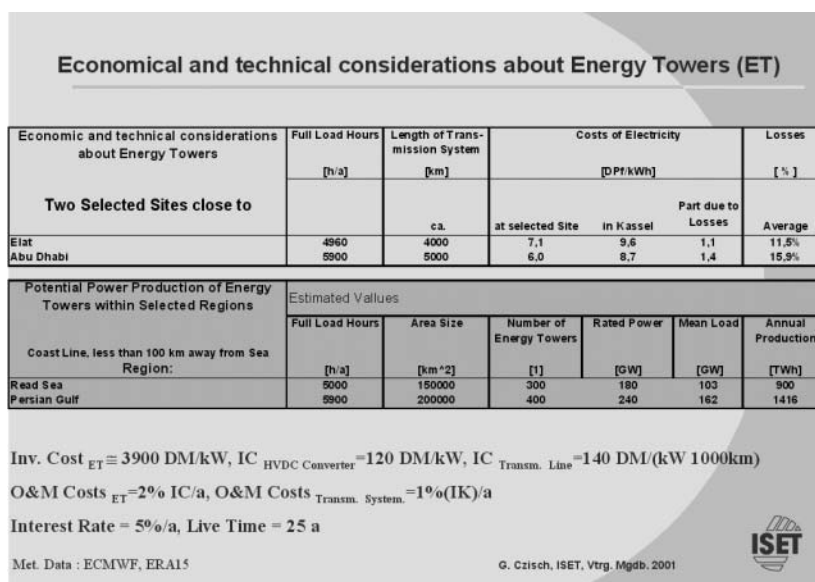 Economical and technical considerations about Energy Towers (ET)
Economic and technical considerations about Energy Towers
Full Load Hours
Length of Trans-mission System
Costs of Electricity
Losses
[h/a]
[km]
[DPf/kWh]
[%]
Two Selected Sites close to
ca.
at selected Site
in Kassel
Part due to Losses
Average
Elat 4960 4000 7,1 9,6 1,1 11,5%
Abu Dhabi 5900 5000 6,0 8,7 1,4 15,9%
Potential Power Production of Energy Towers within Selected Regions
Estimated Vallues
Coast Line, less than 100 km away from Sea
Region:
Full Load Hours
Area Size
Number of Energy Towers
Rated Power
Mean Load
Annual Production
[h/a]
[km^2]
[1]
[GW]
[GW]
[TWh]
Read Sea 5000 150000 300 180 103 900
Persian Gulf 5900 200000 400 240 162 1416
Inv. Cost ET ≅ 3900 DM/kW, IC HVDC Converter=120 DM/kW, IC Transm. Line=140 DM/(kW 1000km)
O&M Costs ET=2% IC/a, O&M Costs Transm. System.=1%(IK)/a
Interest Rate = 5%/a, Live Time = 25 a
Met. Data : ECMWF, ERA15
G. Czisch, ISET, Vtrg. Mgdb. 2001
ISET